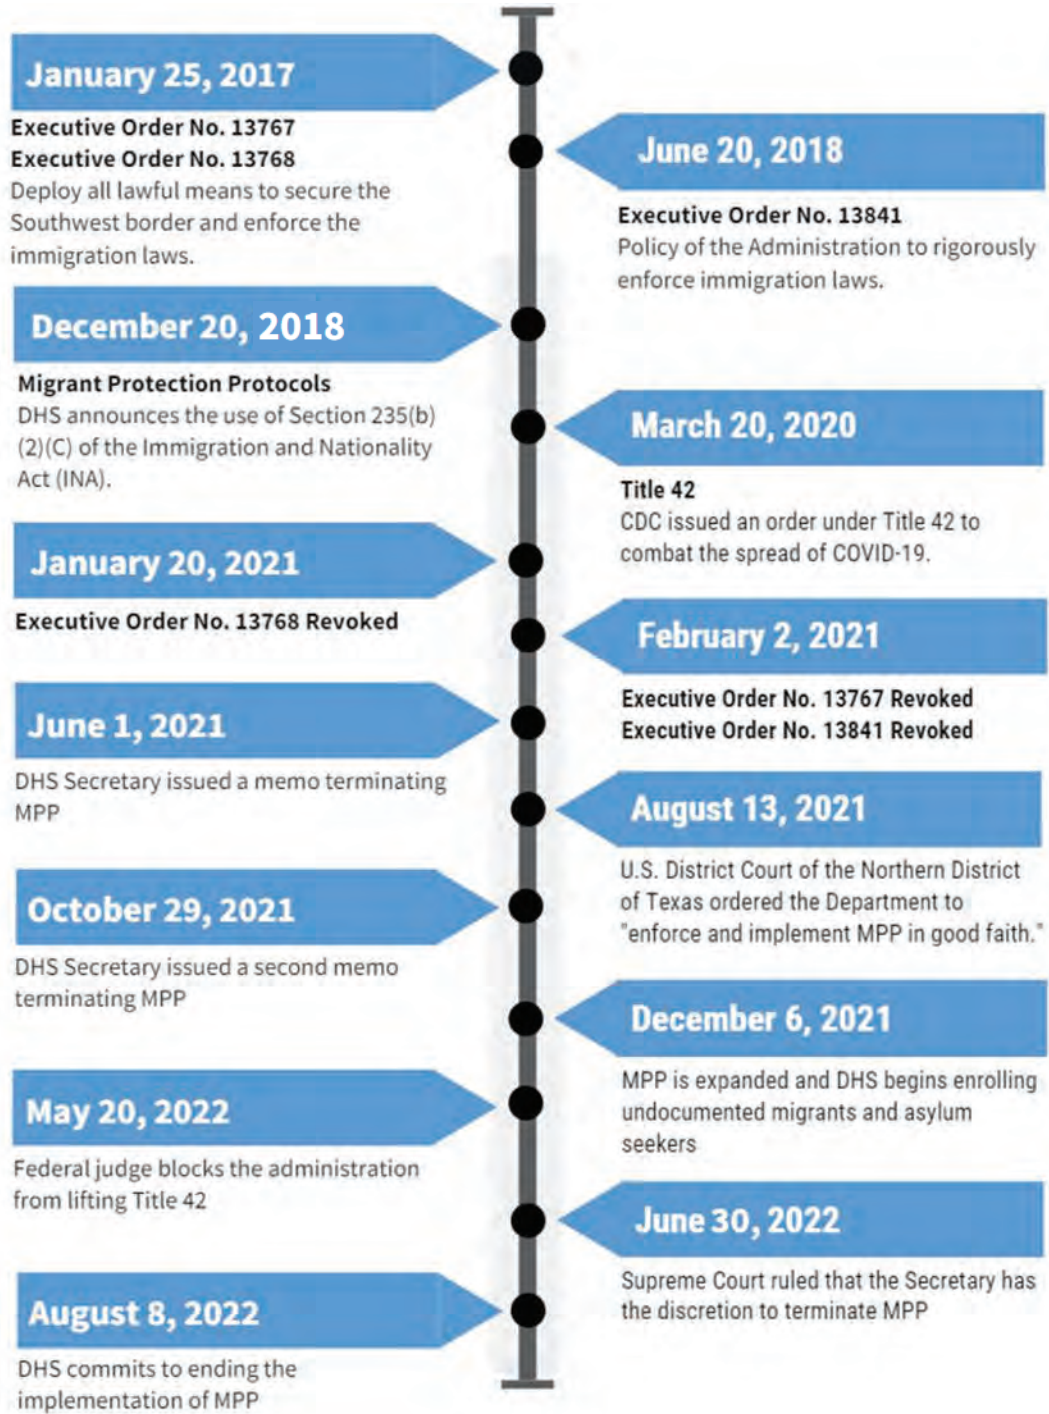 January 25, 2017
Executive Order No. 13767
Executive Order No. 13768
Deploy all lawful means to secure the
Southwest border and enforce the
immigration laws.
June 20, 2018
Executive Order No. 13841
Policy of the Administration to rigorously
enforce immigration laws.
December 20, 2018
Migrant Protection Protocols
DHS announces the use of Section 235(b)
(2)(C) of the Immigration and Nationality
Act (INA).
March 20, 2020
Title 42
CDC issued an order under Title 42 to
combat the spread of COVID-19.
January 20, 2021
Executive Order No. 13768 Revoked
February 2, 2021
Executive Order No. 13767 Revoked
Executive Order No. 13841 Revoked
June 1, 2021
DHS Secretary issued a memo terminating
MPP
August 13, 2021
U.S. District Court of the Northern District
of Texas ordered the Department to
"enforce and implement MPP in good faith."
October 29, 2021
DHS Secretary issued a second memo
terminating MPP
December 6, 2021
MPP is expanded and DHS begins enrolling
undocumented migrants and asylum
seekers
May 20, 2022
Federal judge blocks the administration
from lifting Title 42
June 30, 2022
Supreme Court ruled that the Secretary has
the discretion to terminate MPP
August 8, 2022
DHS commits to ending the
implementation of MPP